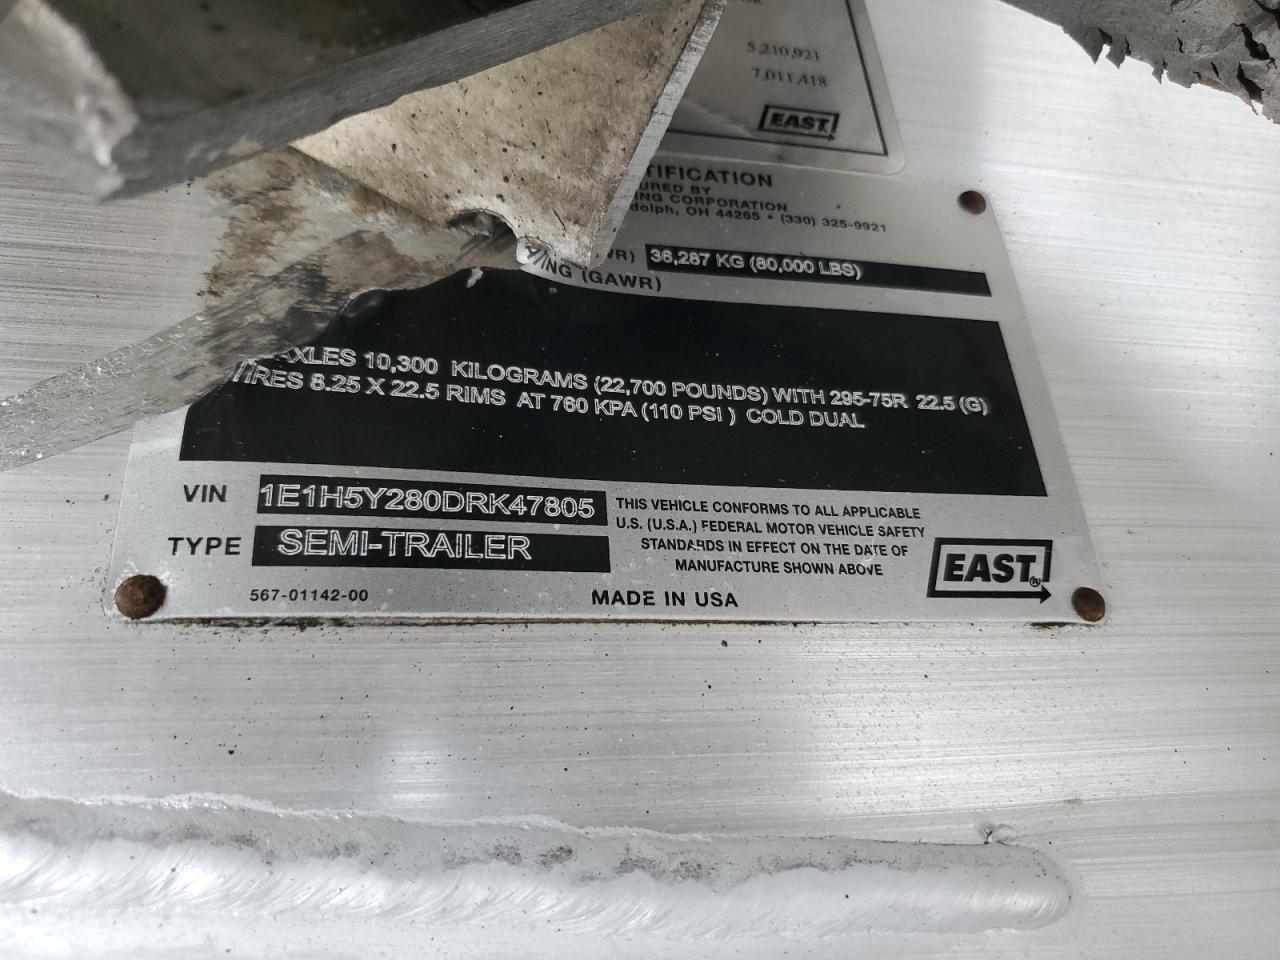 5,210,921
7,011,418
EAST
TIFICATION
URED BY
ING CORPORATION
dolph, OH 44265 • (330) 325-9921
WR) 36,287 KG (80,000 LBS)
ING (GAWR)
AXLES 10,300 KILOGRAMS (22,700 POUNDS) WITH 295-75R 22.5 (G)
TIRES 8.25 X 22.5 RIMS AT 760 KPA (110 PSI ) COLD DUAL
VIN 1E1H5Y280DRK47805
TYPE SEMI-TRAILER
THIS VEHICLE CONFORMS TO ALL APPLICABLE
U.S. (U.S.A.) FEDERAL MOTOR VEHICLE SAFETY
STANDARDS IN EFFECT ON THE DATE OF
MANUFACTURE SHOWN ABOVE
EAST®
567-01142-00
MADE IN USA